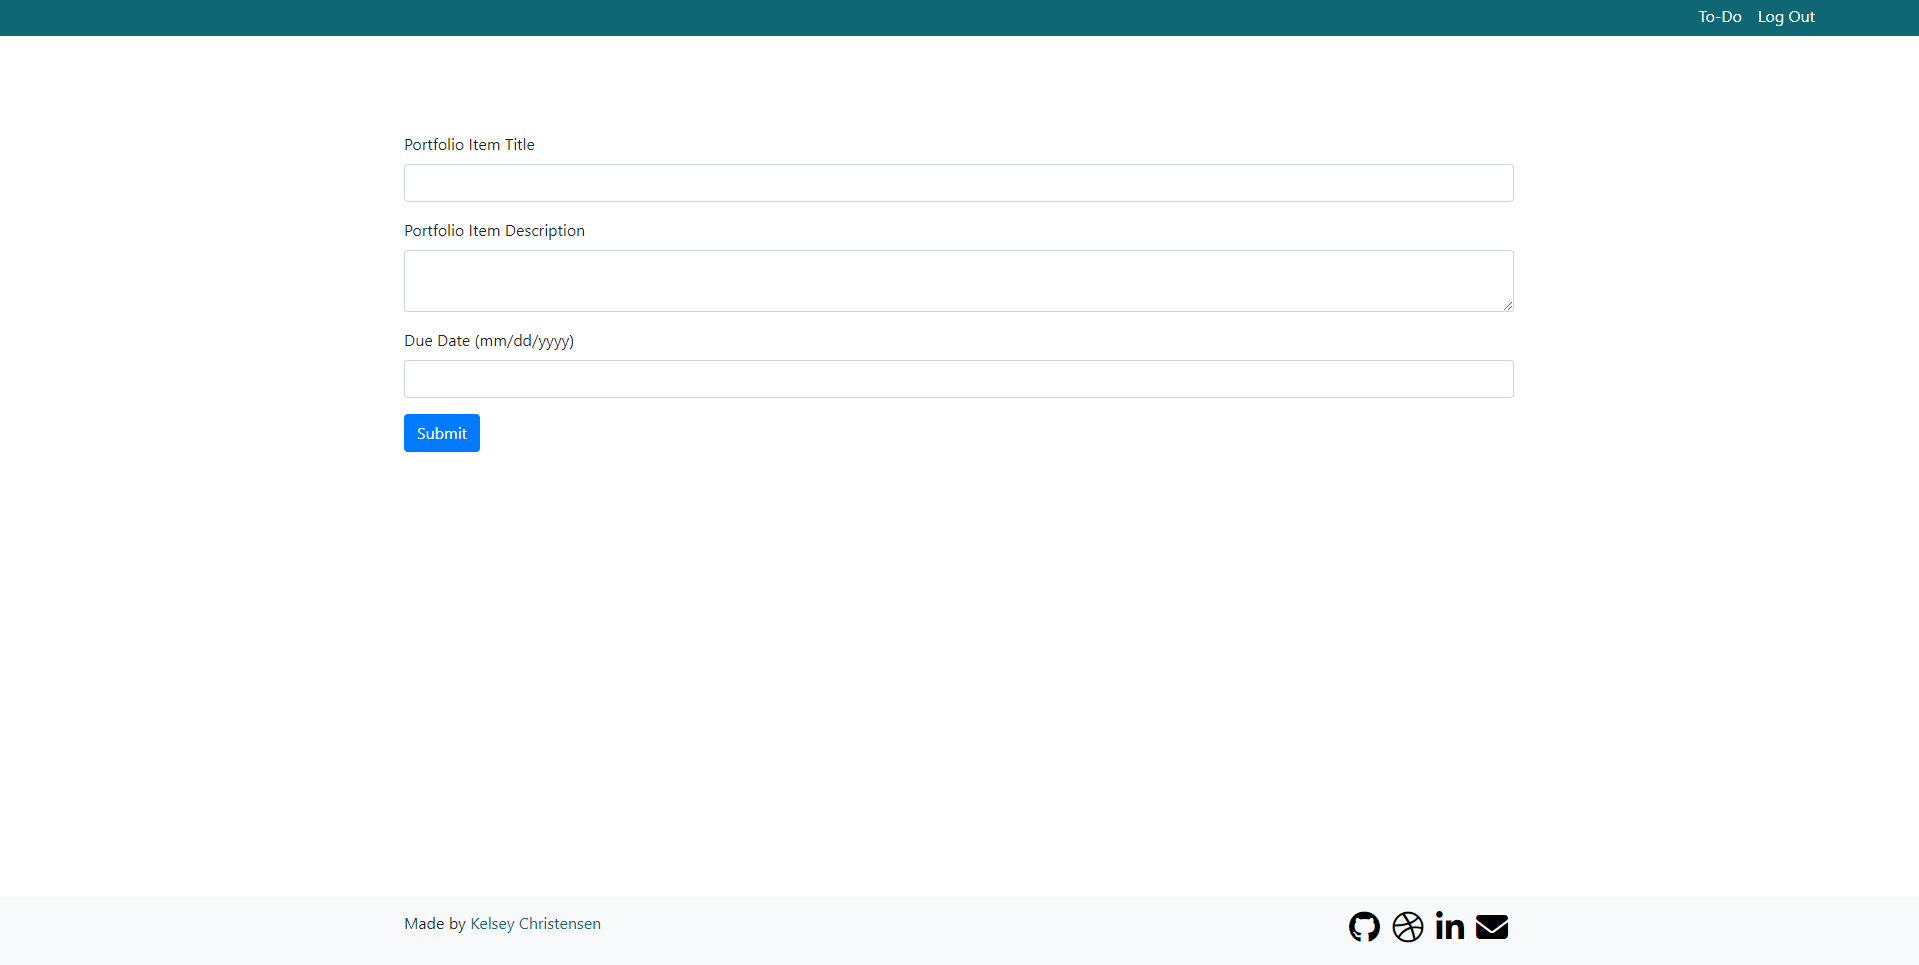 To-Do Log Out
Portfolio Item Title
Portfolio Item Description
Due Date (mm/dd/yyyy)
Submit
Made by Kelsey Christensen